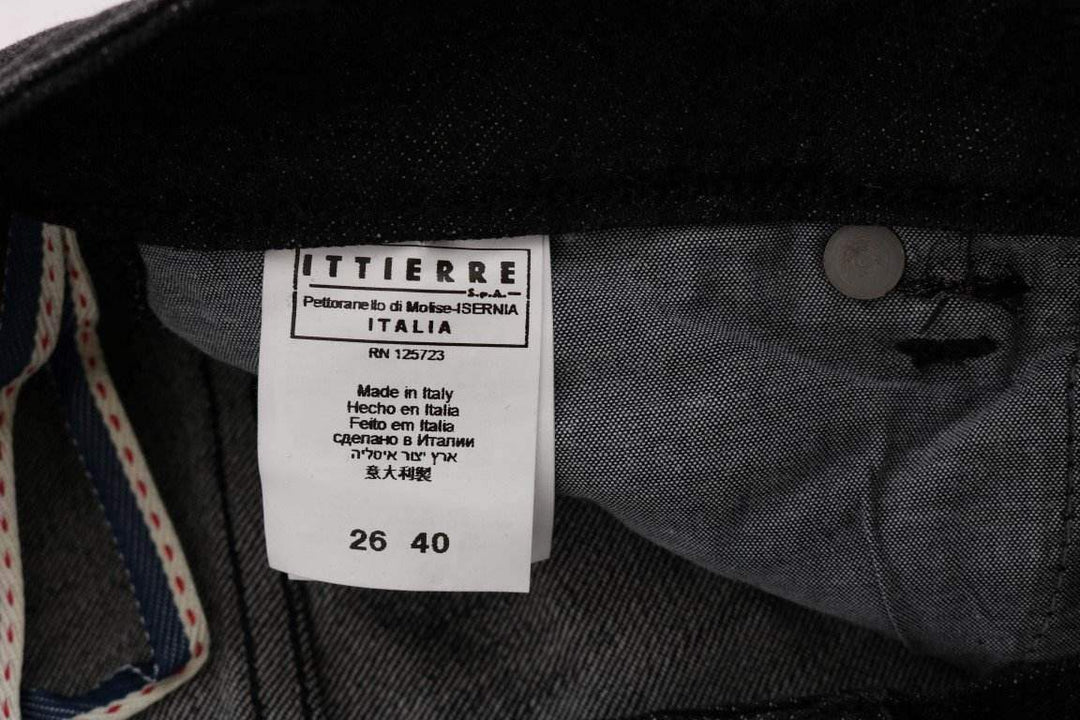 ITTIERRE
S.p.A.
Pettoranello di Molise-ISERNIA
ITALIA
RN 125723
Made in Italy
Hecho en Italia
Feito em Italia
сделано в Италии
ארץ יצור איטליה
意大利製
26 40